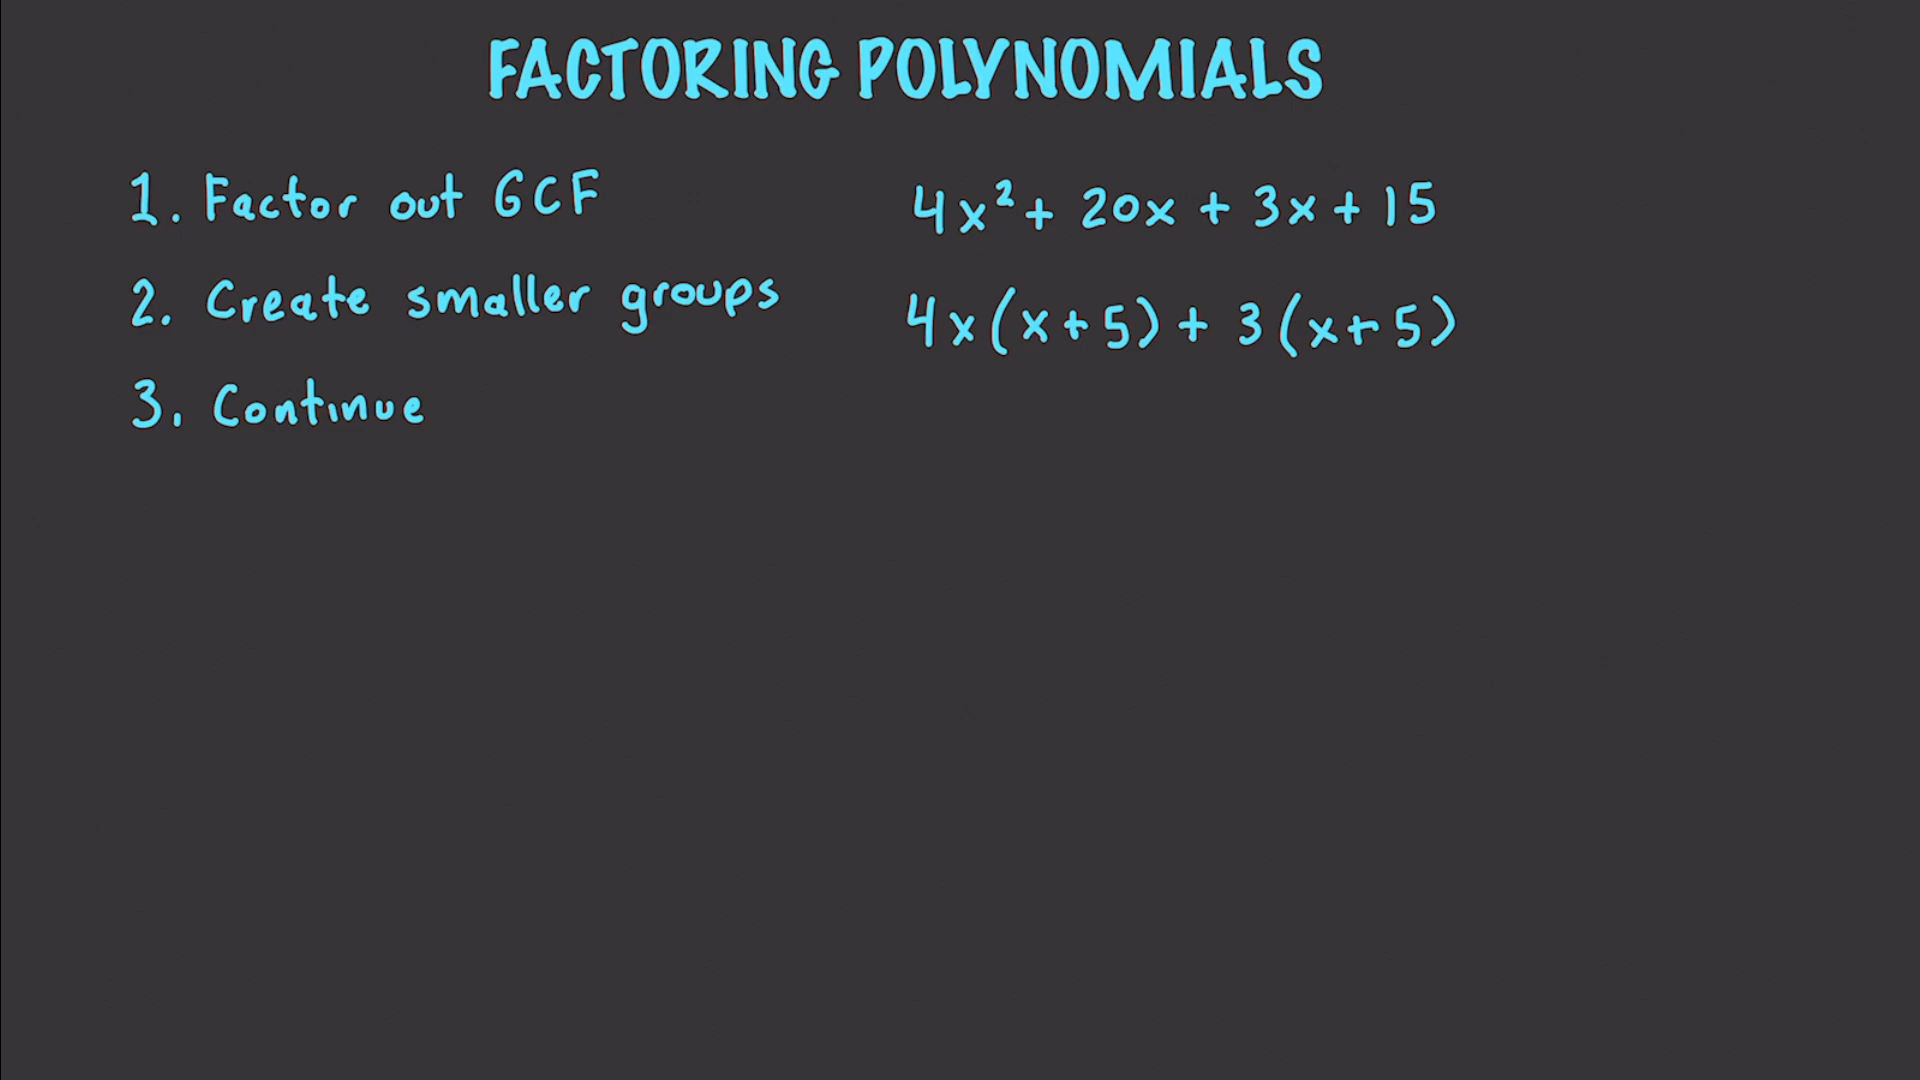 FACTORING POLYNOMIALS
1. Factor out GCF
2. Create smaller groups
3. Continue
4x² + 20x + 3x + 15
4x(x+5) + 3(x+5)